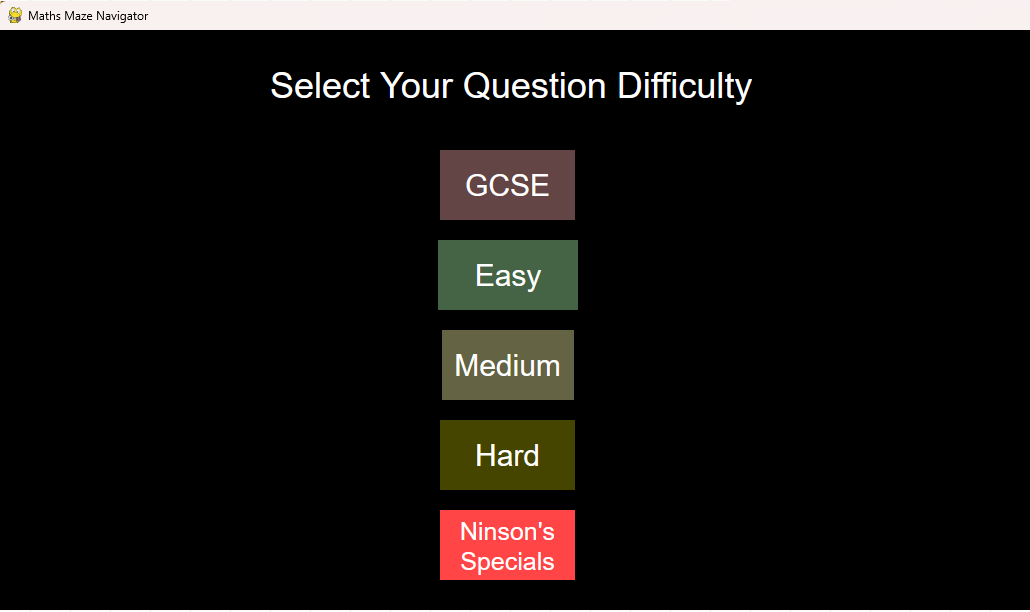 Maths Maze Navigator
Select Your Question Difficulty
GCSE
Easy
Medium
Hard
Ninson's
Specials